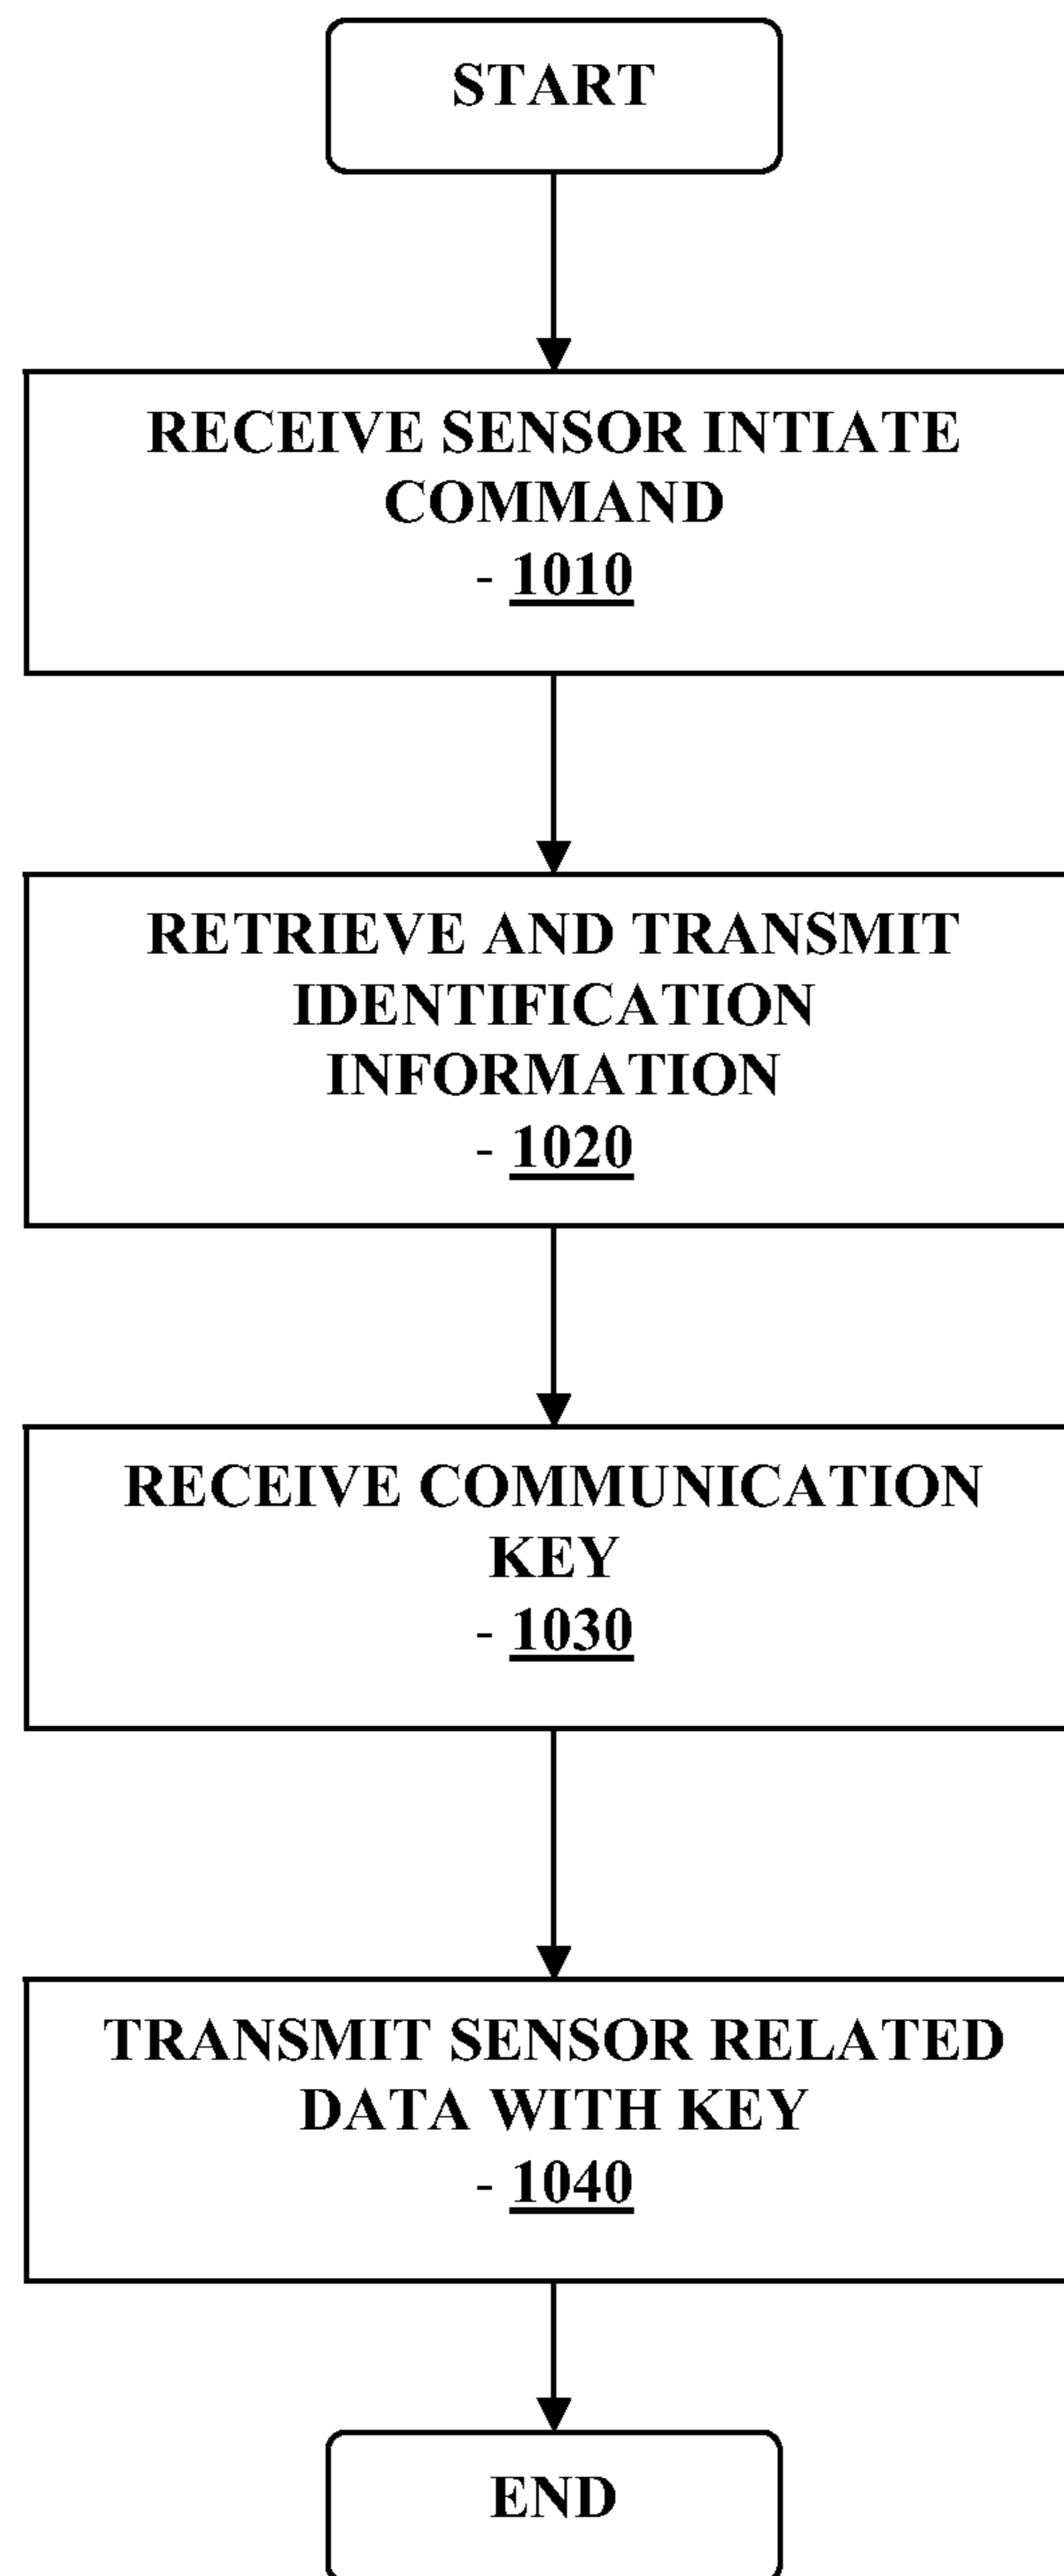 START
RECEIVE SENSOR INTIATE
COMMAND
- 1010
RETRIEVE AND TRANSMIT
IDENTIFICATION
INFORMATION
- 1020
RECEIVE COMMUNICATION
KEY
- 1030
TRANSMIT SENSOR RELATED
DATA WITH KEY
- 1040
END